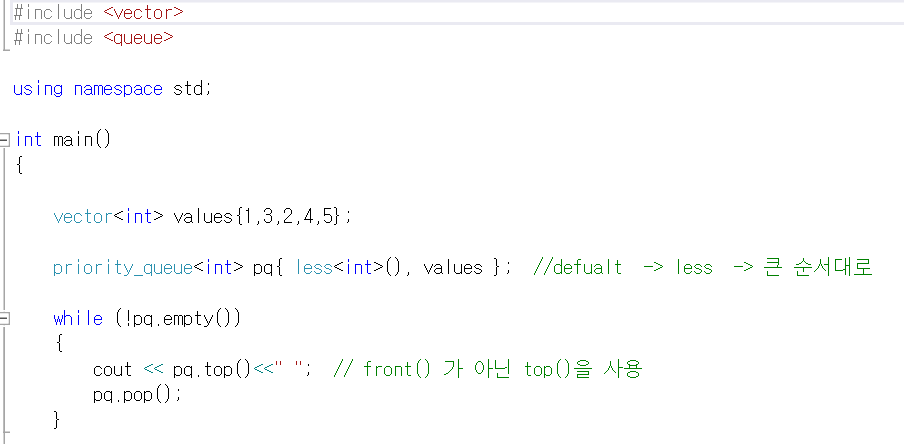 #include <vector>
#include <queue>
using namespace std;
int main()
{
vector<int> values{1,3,2,4,5};
priority_queue<int> pq{ less<int>(), values };  //defualt  -> less  -> 큰 순서대로
while (!pq.empty())
{
cout << pq.top()<<" ";  // front() 가 아닌 top()을 사용
pq.pop();
}